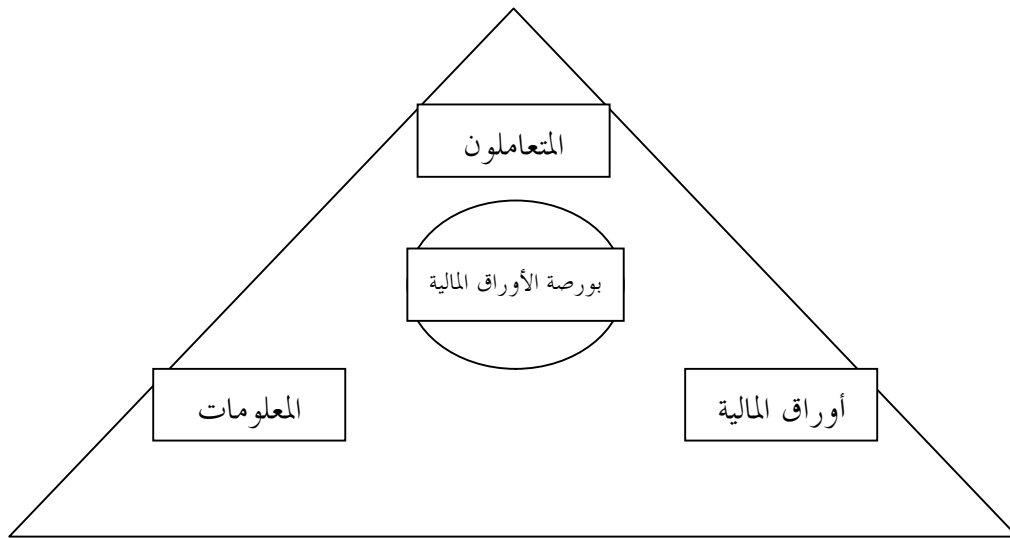 المتعاملون
بورصة الأوراق المالية
أوراق المالية
المعلومات